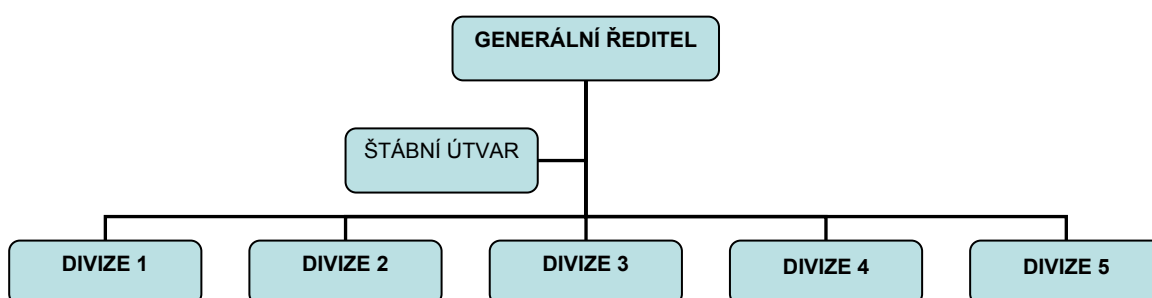 GENERÁLNÍ ŘEDITEL
ŠTÁBNÍ ÚTVAR
DIVIZE 1
DIVIZE 2
DIVIZE 3
DIVIZE 4
DIVIZE 5